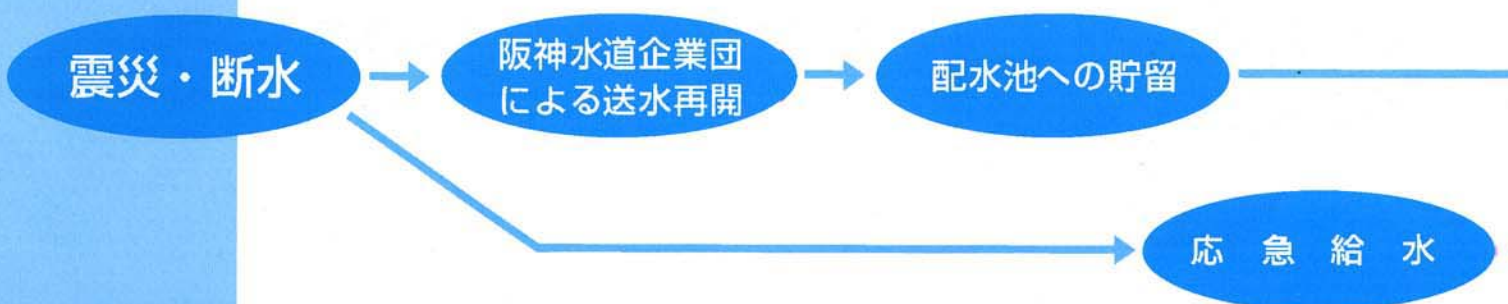 震災・断水
阪神水道企業団
による送水再開
配水池への貯留
応急給水